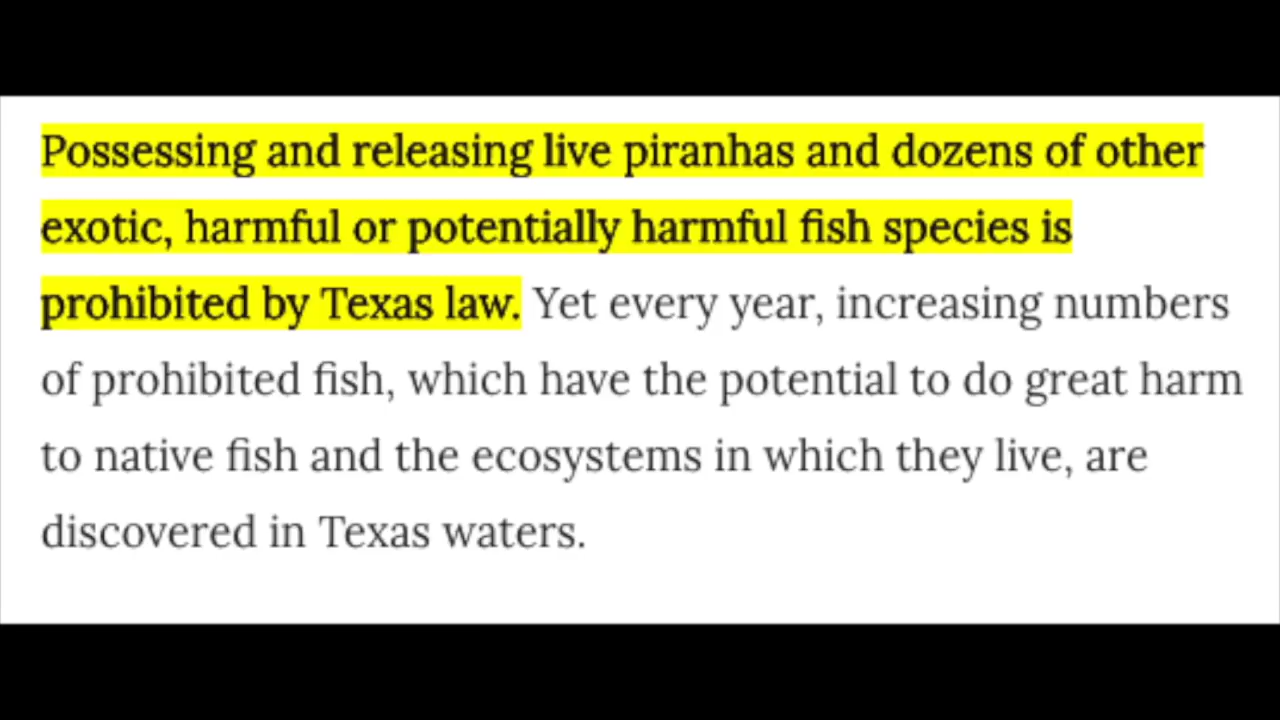 Possessing and releasing live piranhas and dozens of other
exotic, harmful or potentially harmful fish species is
prohibited by Texas law. Yet every year, increasing numbers
of prohibited fish, which have the potential to do great harm
to native fish and the ecosystems in which they live, are
discovered in Texas waters.